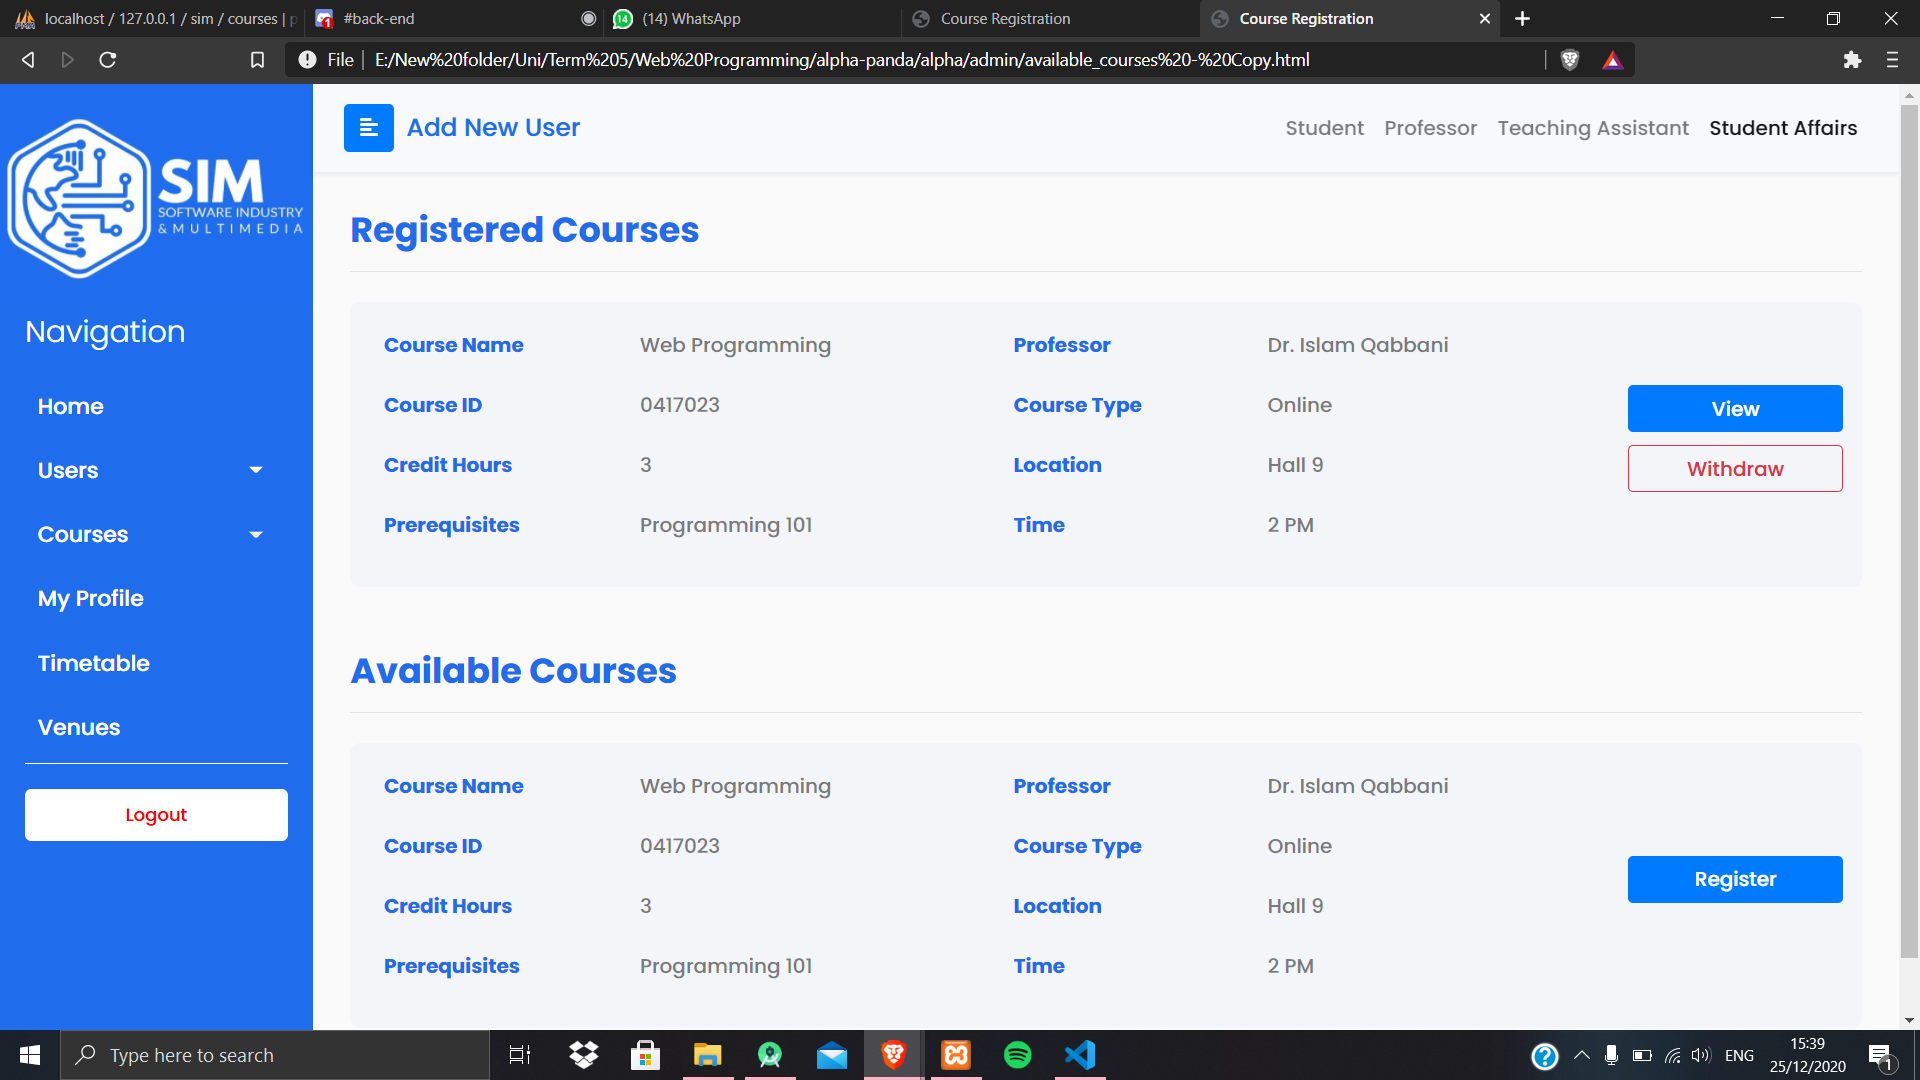 localhost / 127.0.0.1 / sim / courses | p
#back-end
(14) WhatsApp
Course Registration
Course Registration
File
E:/New%20folder/Uni/Term%205/Web%20Programming/alpha-panda/alpha/admin/available_courses%20-%20Copy.html
SIM
SOFTWARE INDUSTRY
& MULTIMEDIA
Navigation
Home
Users
Courses
My Profile
Timetable
Venues
Logout
Add New User
Student Professor Teaching Assistant Student Affairs
Registered Courses
Course Name Web Programming Professor Dr. Islam Qabbani
Course ID 0417023 Course Type Online
View
Credit Hours 3 Location Hall 9
Withdraw
Prerequisites Programming 101 Time 2 PM
Available Courses
Course Name Web Programming Professor Dr. Islam Qabbani
Course ID 0417023 Course Type Online
Register
Credit Hours 3 Location Hall 9
Prerequisites Programming 101 Time 2 PM
Type here to search
ENG
15:39
25/12/2020
1